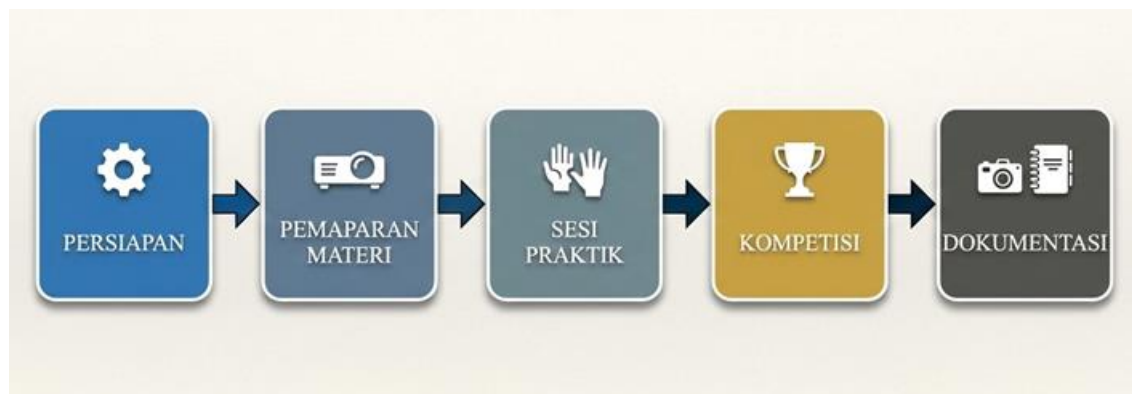 PERSIAPAN
PEMAPARAN
MATERI
SESI
PRAKTIK
KOMPETISI
DOKUMENTASI